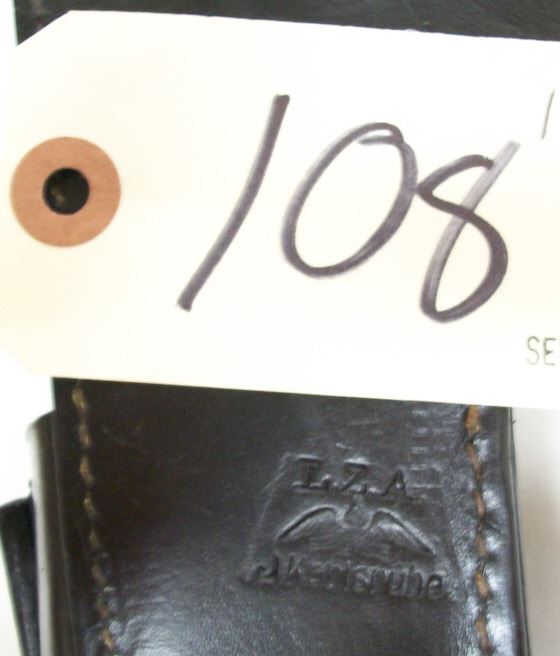 108
SE
L.Z.A.
Karlsruhe